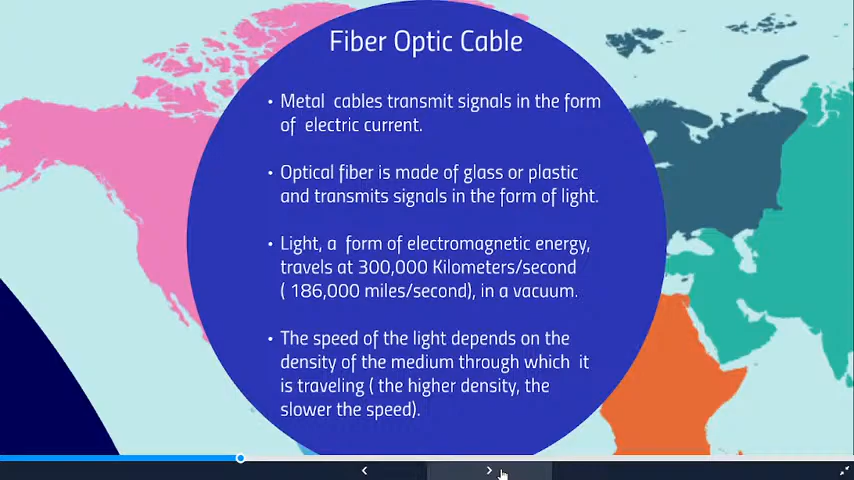 Fiber Optic Cable
• Metal cables transmit signals in the form
of electric current.
• Optical fiber is made of glass or plastic
and transmits signals in the form of light.
• Light, a form of electromagnetic energy,
travels at 300,000 Kilometers/second
( 186,000 miles/second), in a vacuum.
• The speed of the light depends on the
density of the medium through which it
is traveling ( the higher density, the
slower the speed).